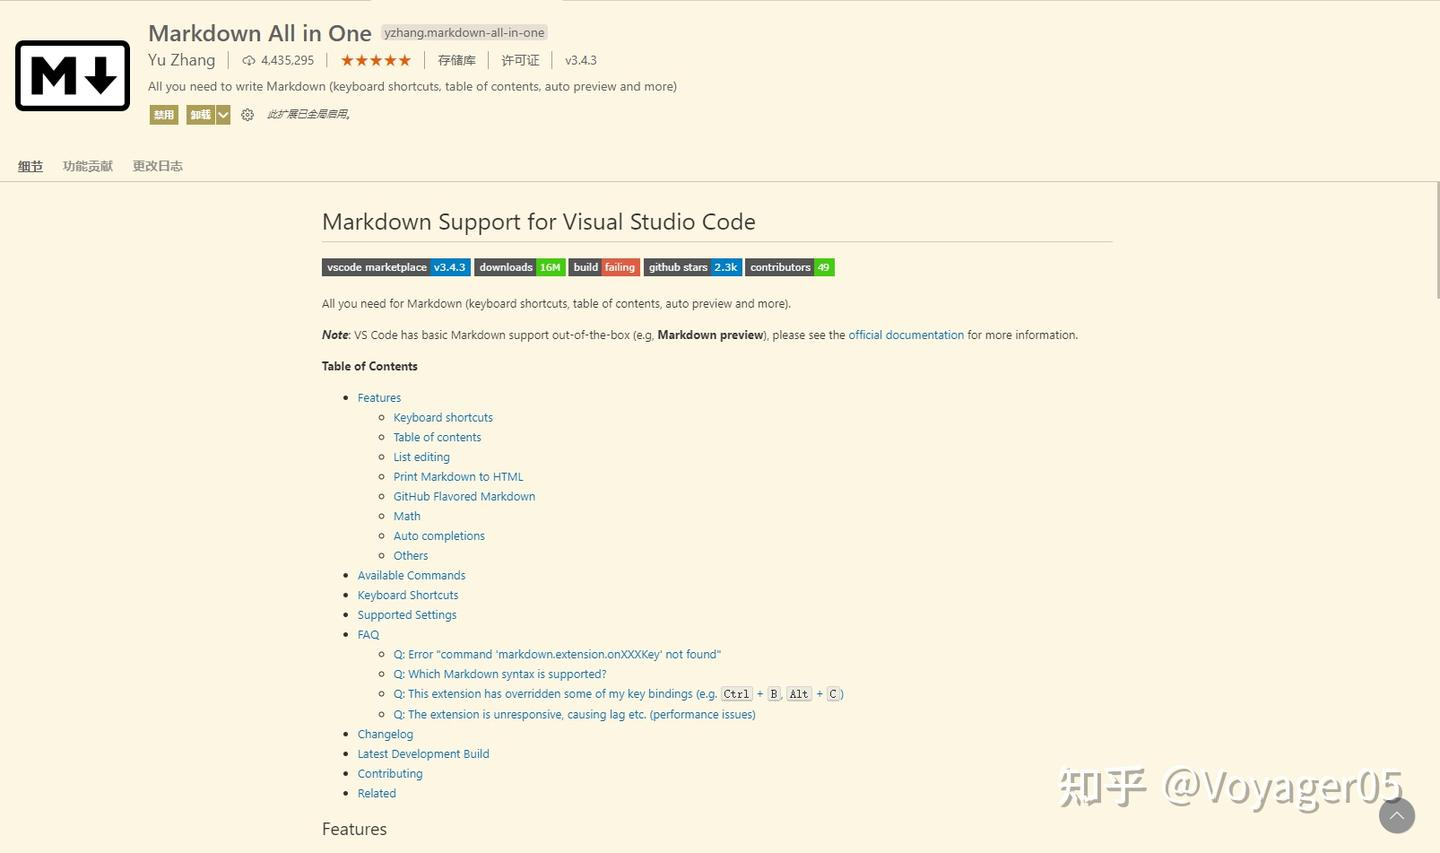 Markdown All in One yzhang.markdown-all-in-one
Yu Zhang 4,435,295 ★★★★★ 存储库 许可证 v3.4.3
All you need to write Markdown (keyboard shortcuts, table of contents, auto preview and more)
禁用 卸载 此扩展已全局启用。
细节 功能贡献 更改日志
Markdown Support for Visual Studio Code
vscode marketplace v3.4.3 downloads 16M build failing github stars 2.3k contributors 49
All you need for Markdown (keyboard shortcuts, table of contents, auto preview and more).
Note: VS Code has basic Markdown support out-of-the-box (e.g, Markdown preview), please see the official documentation for more information.
Table of Contents
Features
Keyboard shortcuts
Table of contents
List editing
Print Markdown to HTML
GitHub Flavored Markdown
Math
Auto completions
Others
Available Commands
Keyboard Shortcuts
Supported Settings
FAQ
Q: Error "command 'markdown.extension.onXXXKey' not found"
Q: Which Markdown syntax is supported?
Q: This extension has overridden some of my key bindings (e.g. Ctrl + B, Alt + C)
Q: The extension is unresponsive, causing lag etc. (performance issues)
Changelog
Latest Development Build
Contributing
Related
Features
知乎 @Voyager05
M